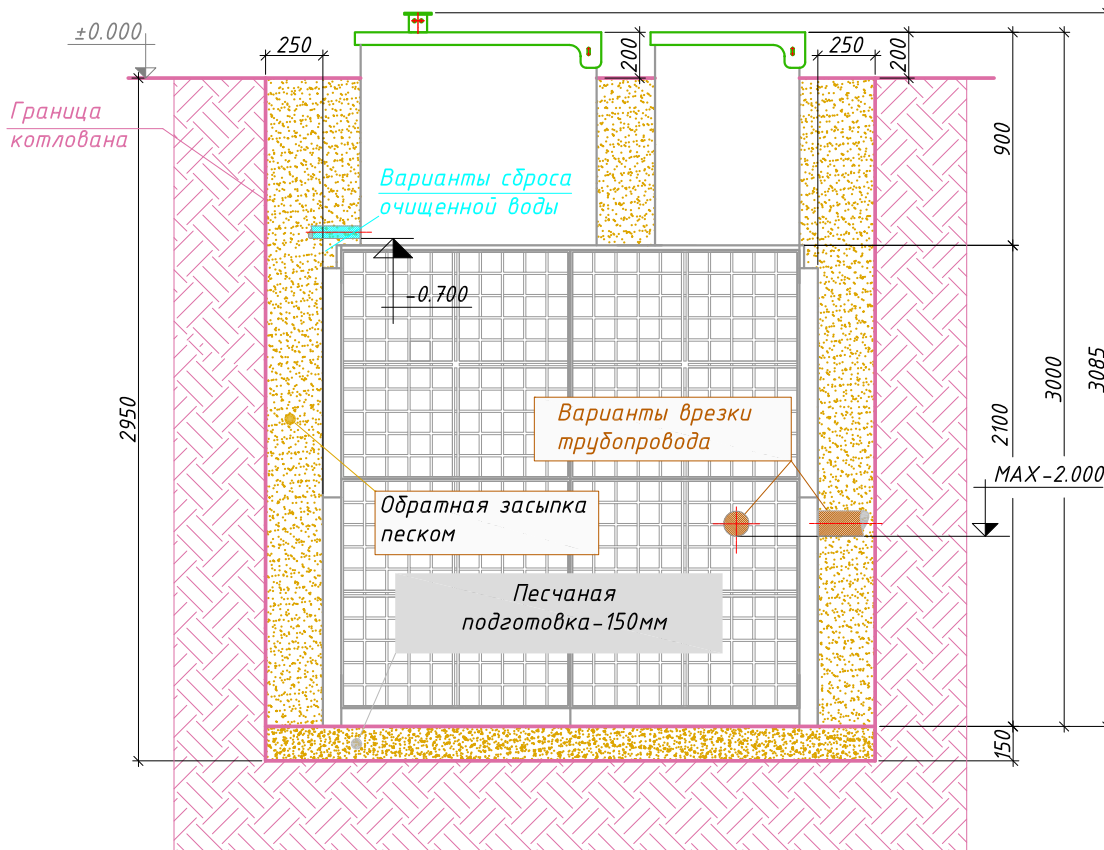 ±0.000
250
200
250
200
Граница
котлована
900
Варианты сброса
очищенной воды
-0.700
3000
3085
2950
2100
Варианты врезки
трубопровода
MAX-2.000
Обратная засыпка
песком
Песчаная
подготовка-150мм
150